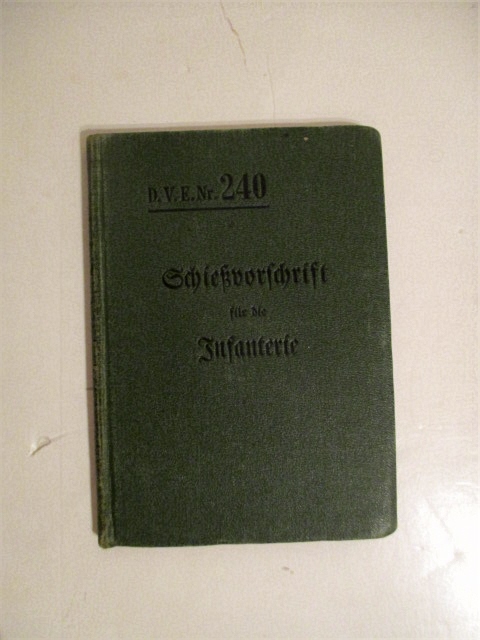 D. V. E. Nr. 240
Schießvorschrift
für die
Infanterie